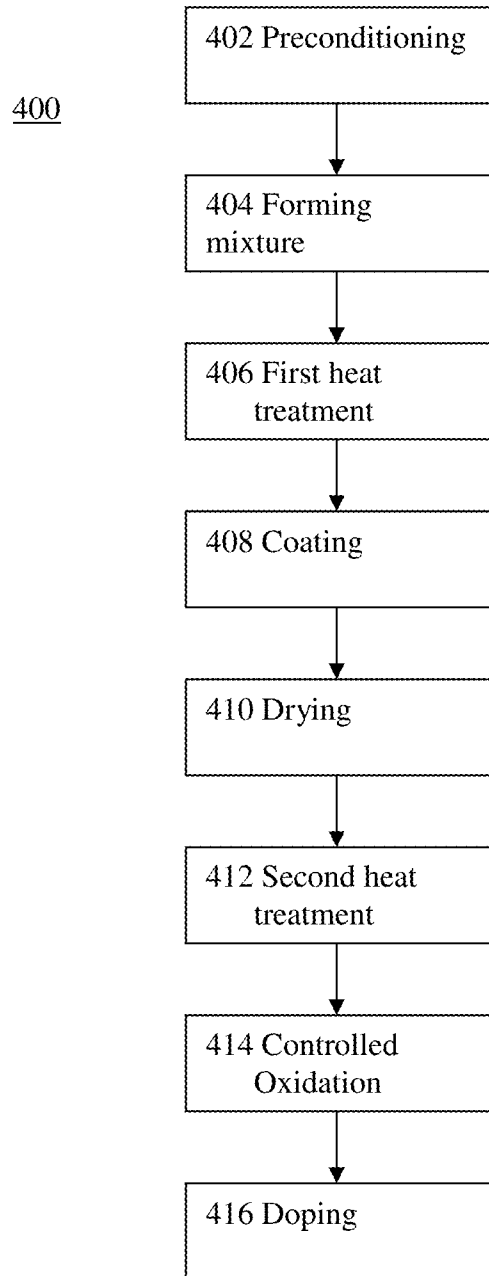 402 Preconditioning
400
404 Forming
mixture
406 First heat
treatment
408 Coating
410 Drying
412 Second heat
treatment
414 Controlled
Oxidation
416 Doping